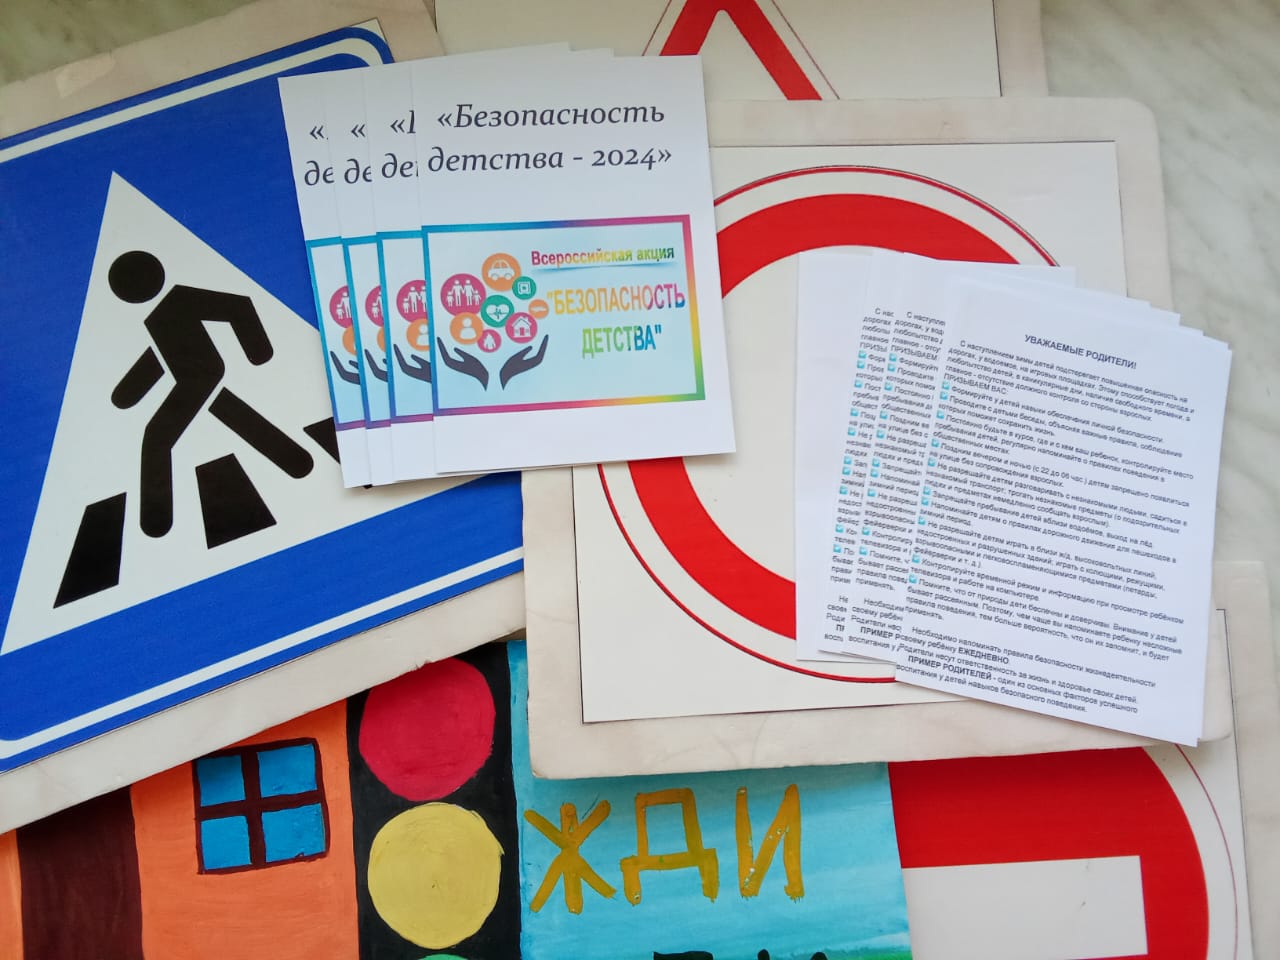 «Безопасность
детства - 2024»
Всероссийская акция
"БЕЗОПАСНОСТЬ
ДЕТСТВА"
УВАЖАЕМЫЕ РОДИТЕЛИ!
С наступлением зимы детей подстерегает повышенная опасность на
дорогах, у водоемов, на игровых площадках. Этому способствует погода и
любопытство детей, в каникулярные дни, наличие свободного времени, а
главное - отсутствие должного контроля со стороны взрослых.
ПРИЗЫВАЕМ ВАС:
Формируйте у детей навыки обеспечения личной безопасности.
Проводите с детьми беседы, объясняя важные правила, соблюдение
которых поможет сохранить жизнь.
Постоянно будьте в курсе, где и с кем ваш ребенок, контролируйте место
пребывания детей, регулярно напоминайте о правилах поведения в
общественных местах.
Поздним вечером и ночью (с 22 до 06 час.) детям запрещено появляться
на улице без сопровождения взрослых.
Не разрешайте детям разговаривать с незнакомыми людьми, садиться в
незнакомый транспорт; трогать незнакомые предметы (о подозрительных
людях и предметах немедленно сообщать взрослым).
Запрещайте пребывание детей вблизи водоёмов, выход на лёд.
Напоминайте детям о правилах дорожного движения для пешеходов в
зимний период.
Не разрешайте детям играть в близи ж/д, высоковольтных линий,
недостроенных и разрушенных зданий; играть с колющими, режущими,
взрывоопасными и легковоспламеняющимися предметами (петарды,
фейерверки и т. д.).
Контролируйте временной режим и информацию при просмотре ребёнком
телевизора и работе на компьютере.
Помните, что от природы дети беспечны и доверчивы. Внимание у детей
бывает рассеянным. Поэтому, чем чаще вы напоминаете ребенку несложные
правила поведения, тем больше вероятность, что он их запомнит, и будет
применять.
Необходимо напоминать правила безопасности жизнедеятельности
своему ребёнку ЕЖЕДНЕВНО.
Родители несут ответственность за жизнь и здоровье своих детей.
ПРИМЕР РОДИТЕЛЕЙ - один из основных факторов успешного
воспитания у детей навыков безопасного поведения.
ЖДИ